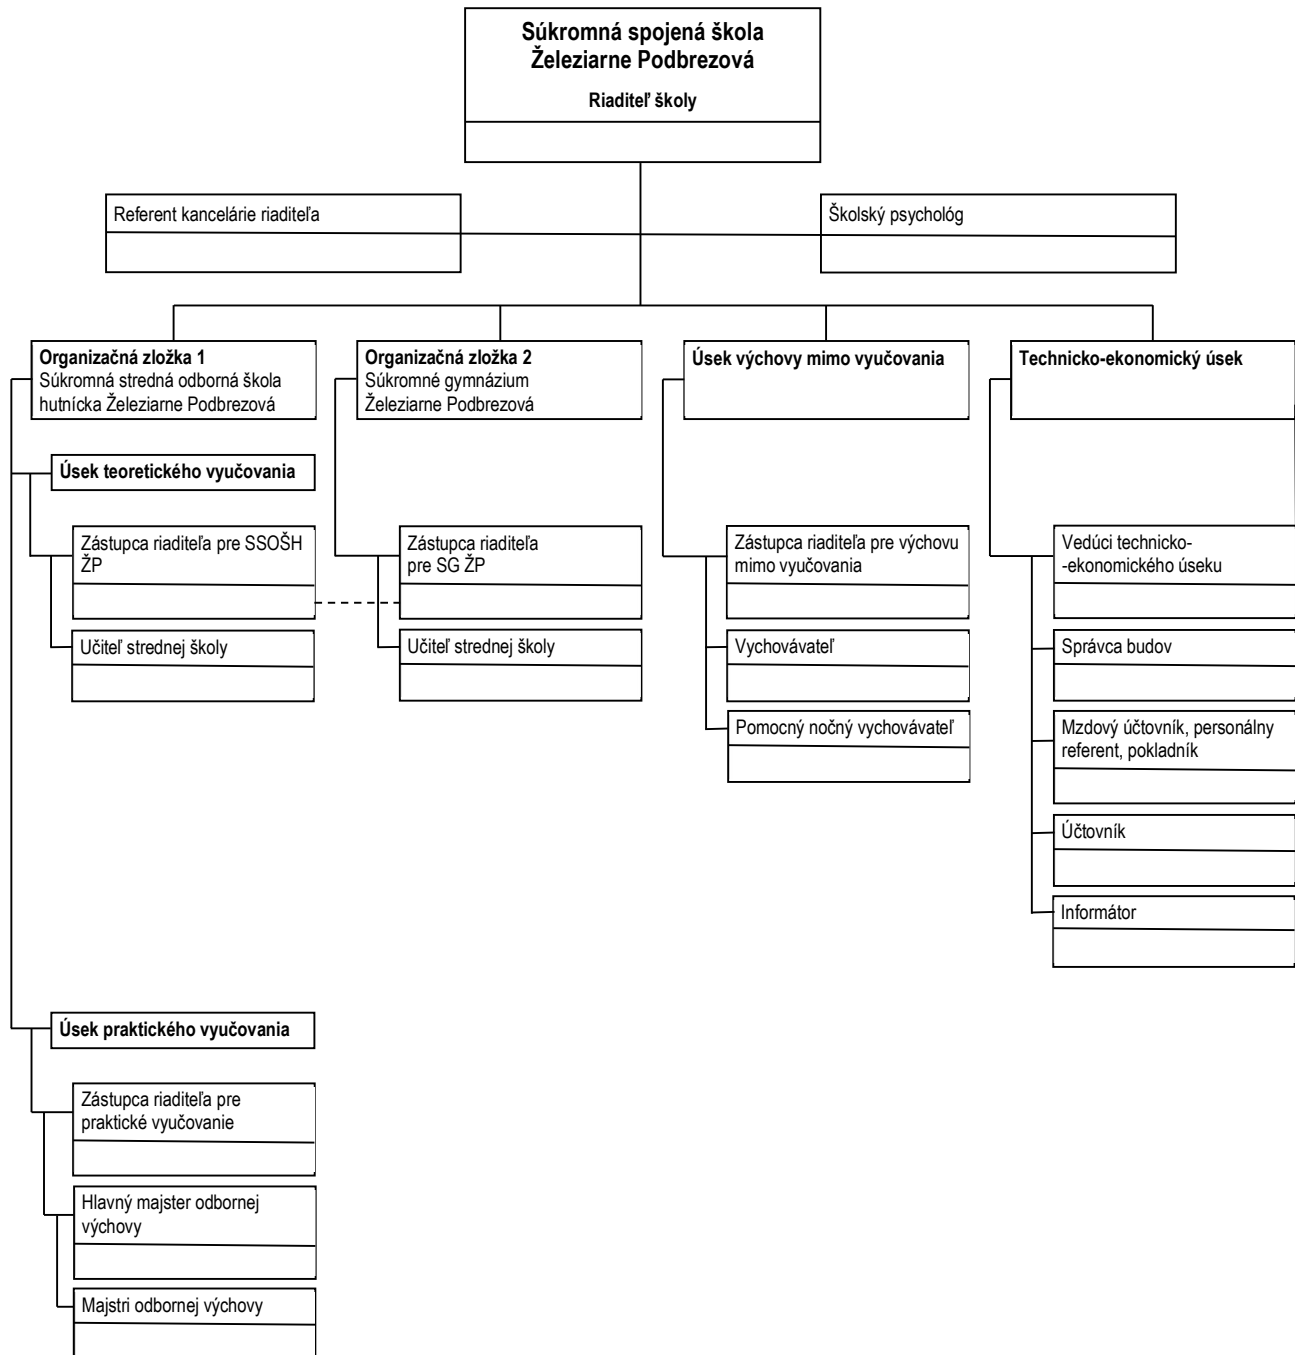 Súkromná spojená škola
Železiarne Podbrezová
Riaditeľ školy
Referent kancelárie riaditeľa
Školský psychológ
Organizačná zložka 1
Súkromná stredná odborná škola
hutnícka Železiarne Podbrezová
Organizačná zložka 2
Súkromné gymnázium
Železiarne Podbrezová
Úsek výchovy mimo vyučovania
Technicko-ekonomický úsek
Úsek teoretického vyučovania
Zástupca riaditeľa pre SSOŠH
ŽP
Učiteľ strednej školy
Zástupca riaditeľa
pre SG ŽP
Učiteľ strednej školy
Zástupca riaditeľa pre výchovu
mimo vyučovania
Vychovávateľ
Pomocný nočný vychovávateľ
Vedúci technicko-
-ekonomického úseku
Správca budov
Mzdový účtovník, personálny
referent, pokladník
Účtovník
Informátor
Úsek praktického vyučovania
Zástupca riaditeľa pre
praktické vyučovanie
Hlavný majster odbornej
výchovy
Majstri odbornej výchovy